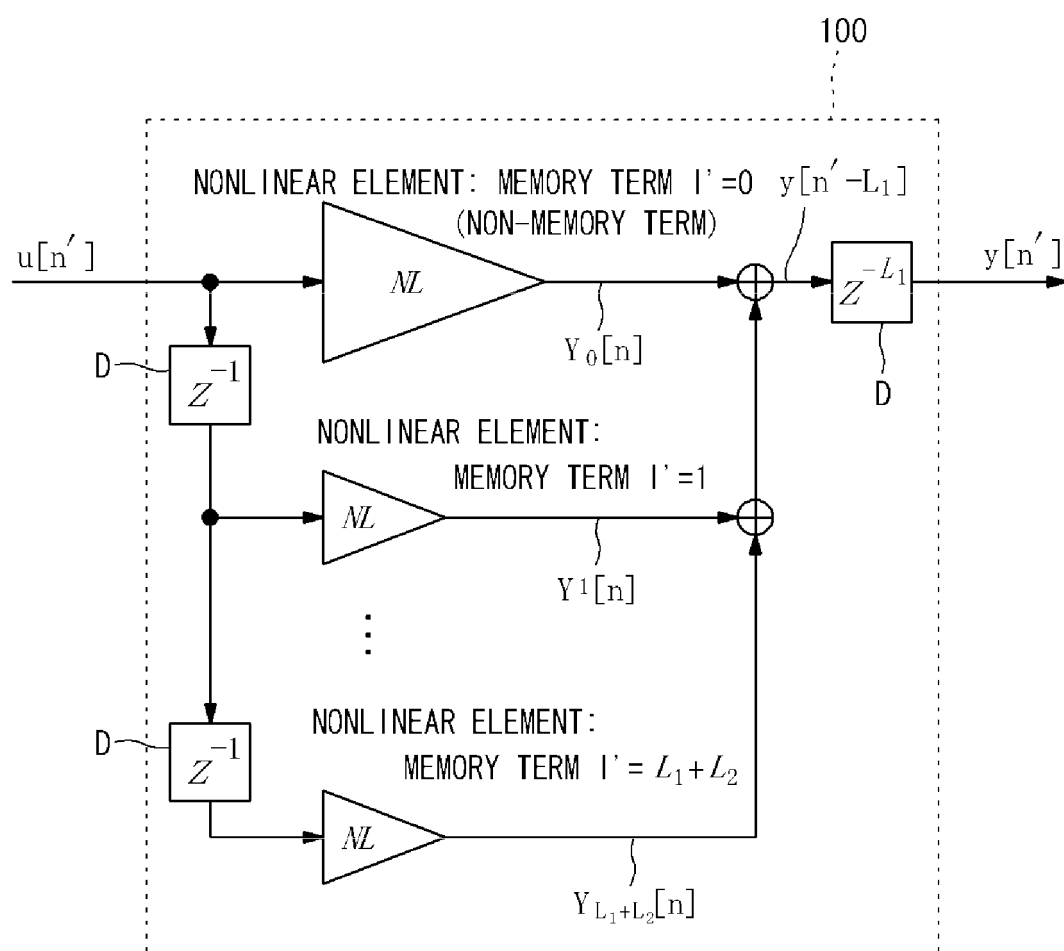 100
NONLINEAR ELEMENT: MEMORY TERM l'=0 y[n'-L₁]
(NON-MEMORY TERM)
u[n']
NL
Z^-L₁
y[n']
Y₀[n]
D
D
Z^-1
NONLINEAR ELEMENT:
MEMORY TERM l'=1
NL
Y¹[n]
⋮
NONLINEAR ELEMENT:
D
Z^-1
MEMORY TERM l'= L₁+L₂
NL
Y_L₁+L₂[n]